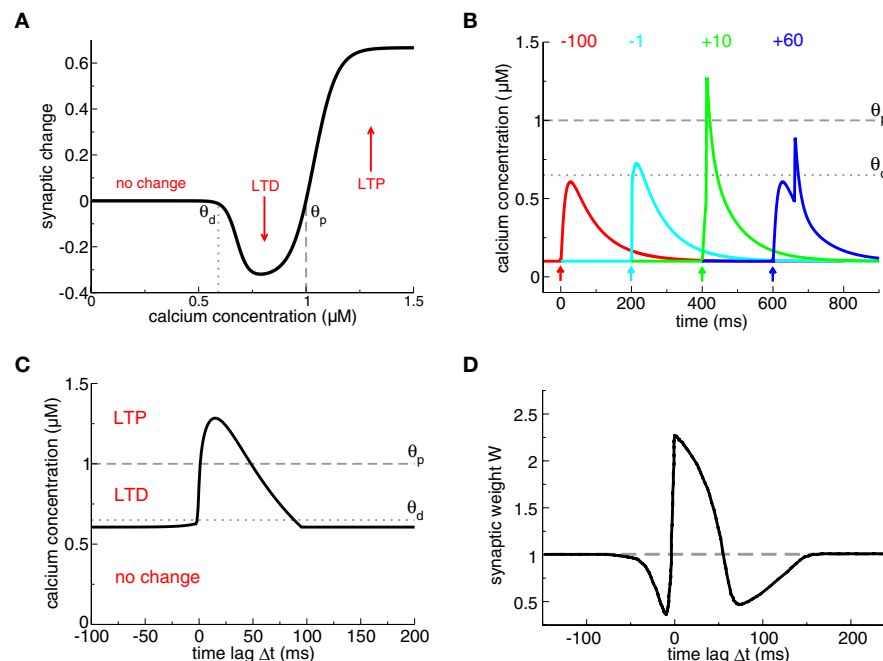 A
synaptic change
0.6
0.4
0.2
0
-0.2
-0.4
no change
LTD
LTP
θd
θp
0
0.5
1
1.5
calcium concentration (µM)
B
-100
-1
+10
+60
calcium concentration (µM)
1.5
1
0.5
0
θ
θ
0
200
400
600
800
time (ms)
C
calcium concentration (µM)
1.5
1
0.5
0
LTP
LTD
no change
θp
θd
-100
-50
0
50
100
150
200
time lag Δt (ms)
D
synaptic weight W
2.5
2
1.5
1
0.5
-100
0
100
200
time lag Δt (ms)